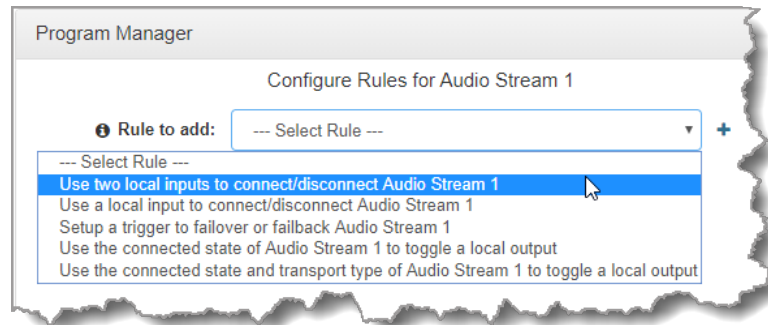 Program Manager
Configure Rules for Audio Stream 1
Rule to add:
--- Select Rule ---
--- Select Rule ---
Use two local inputs to connect/disconnect Audio Stream 1
Use a local input to connect/disconnect Audio Stream 1
Setup a trigger to failover or failback Audio Stream 1
Use the connected state of Audio Stream 1 to toggle a local output
Use the connected state and transport type of Audio Stream 1 to toggle a local output